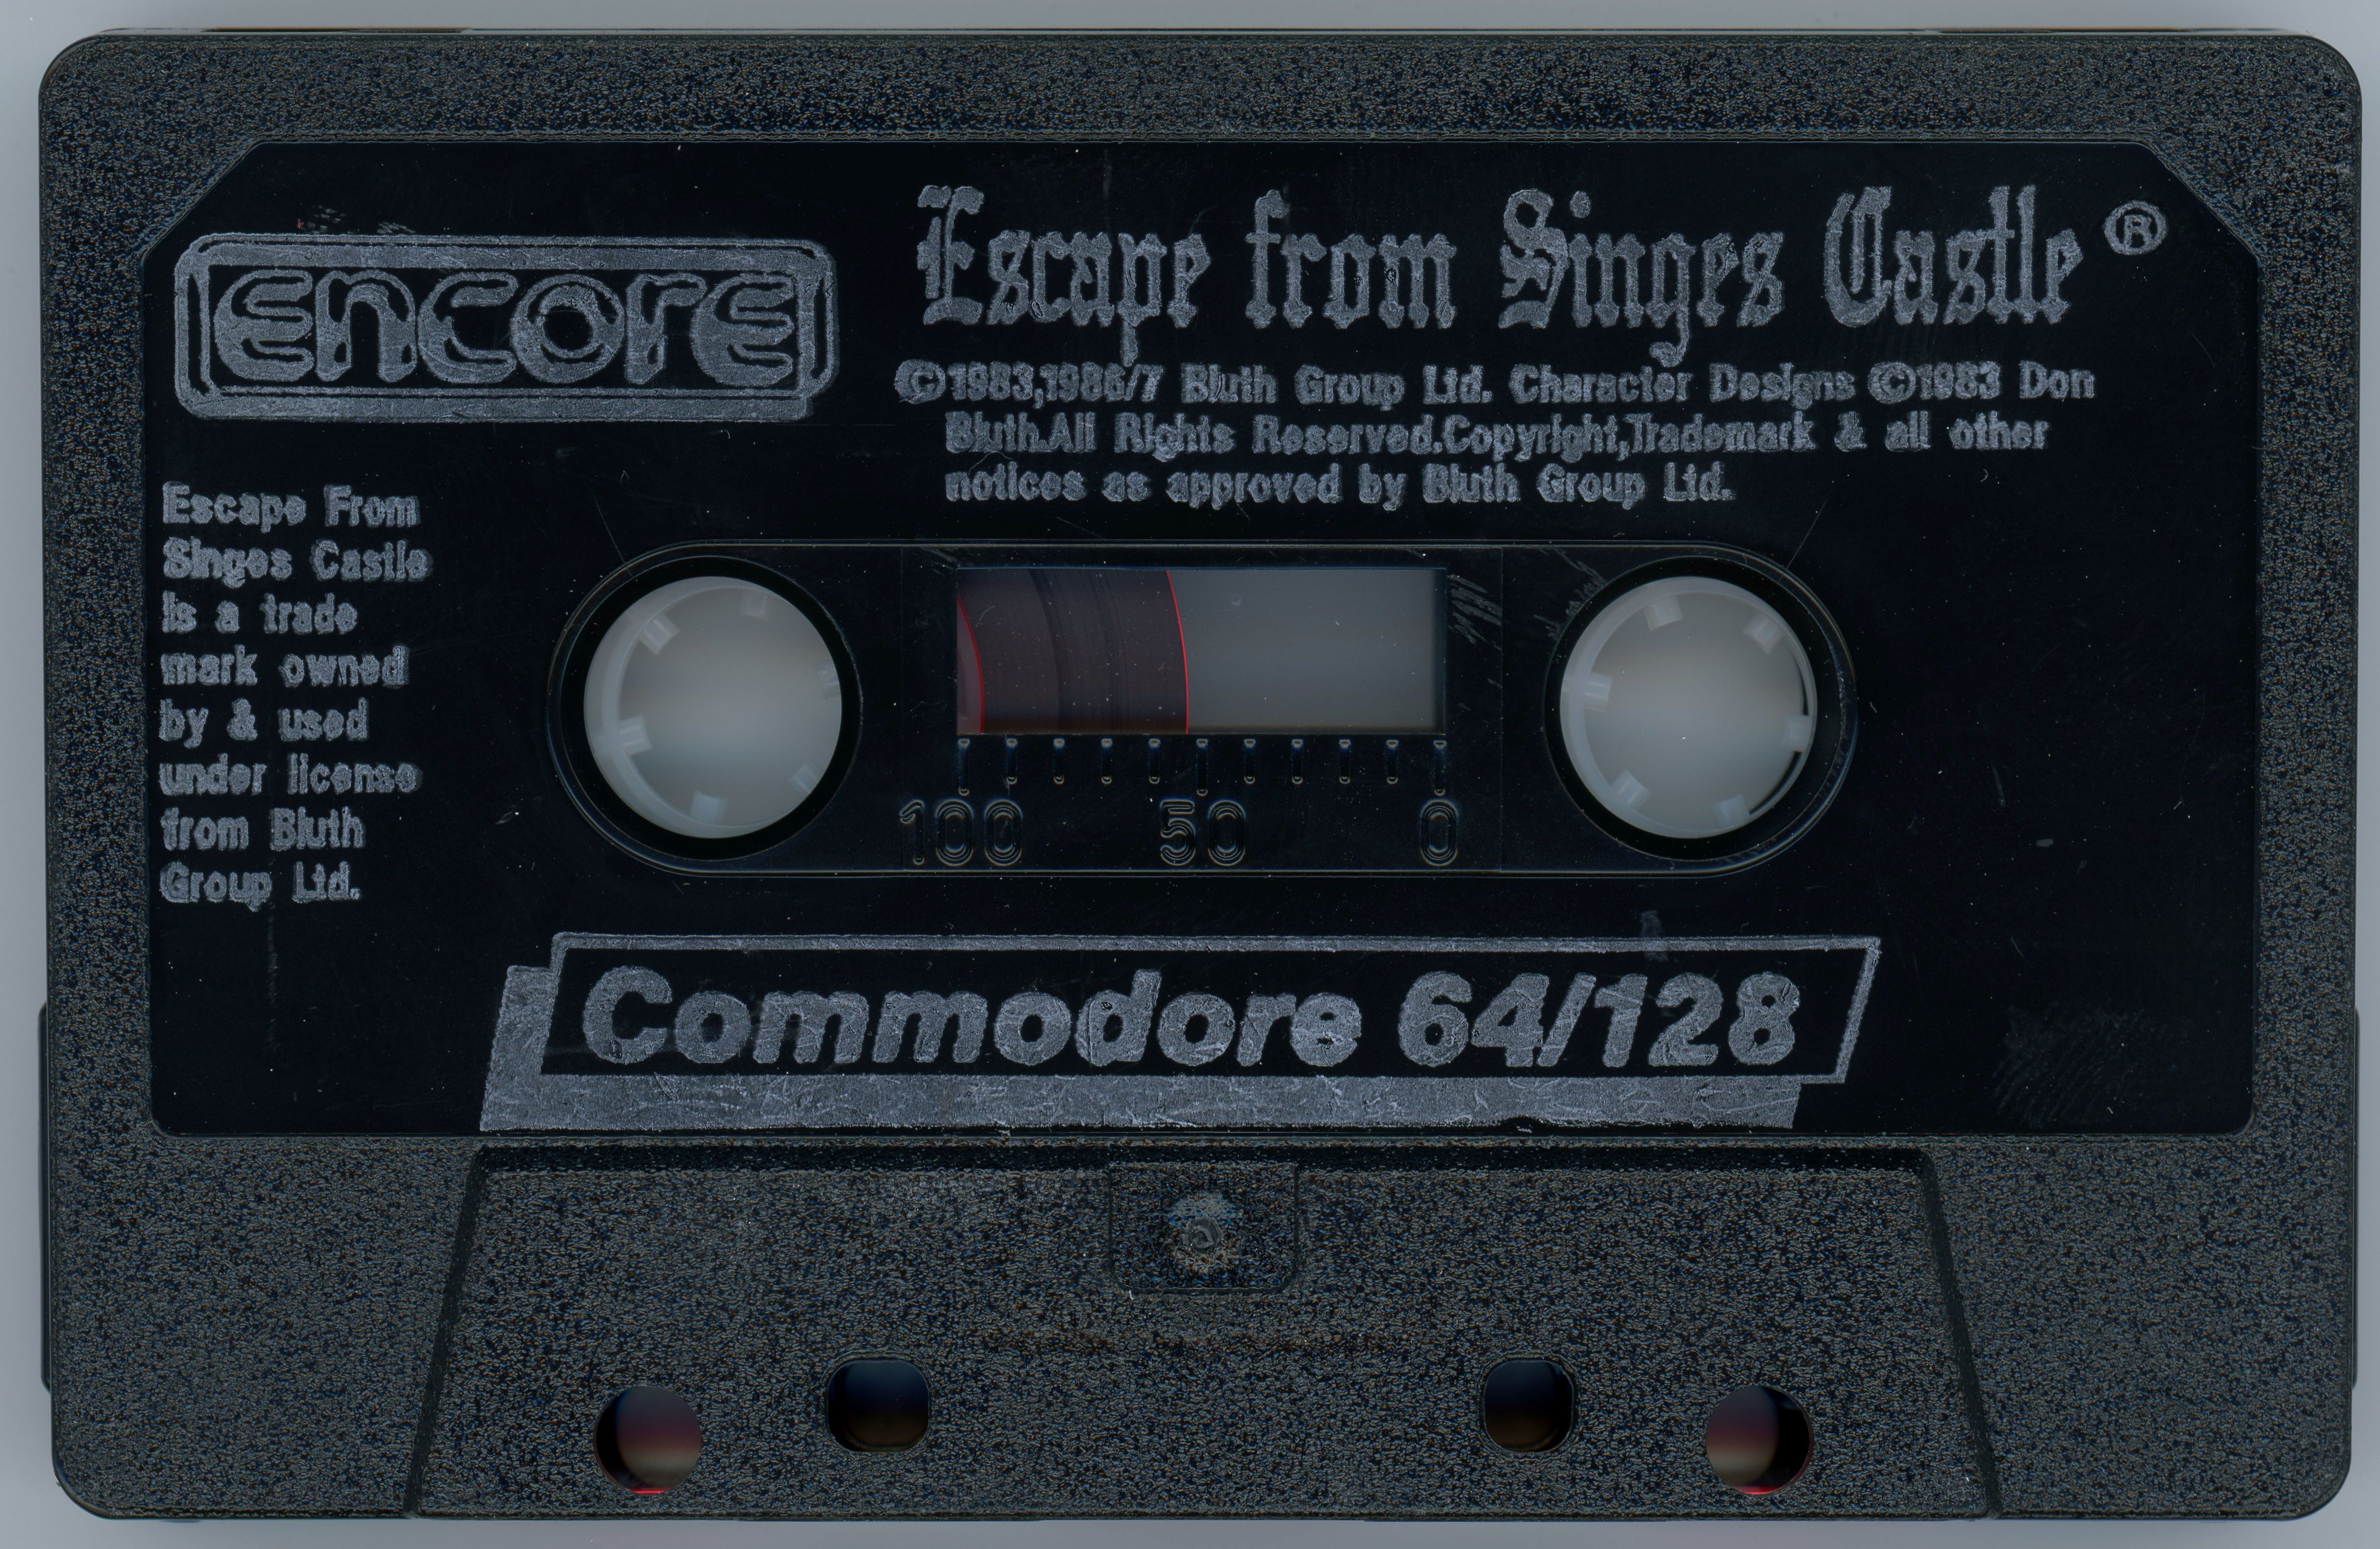 encore
Escape from Singes Castle ®
©1983,1986/7 Bluth Group Ltd. Character Designs ©1983 Don
Bluth.All Rights Reserved.Copyright,Trademark & all other
notices as approved by Bluth Group Ltd.
Escape From
Singes Castle
is a trade
mark owned
by & used
under license
from Bluth
Group Ltd.
100 50 0
Commodore 64/128